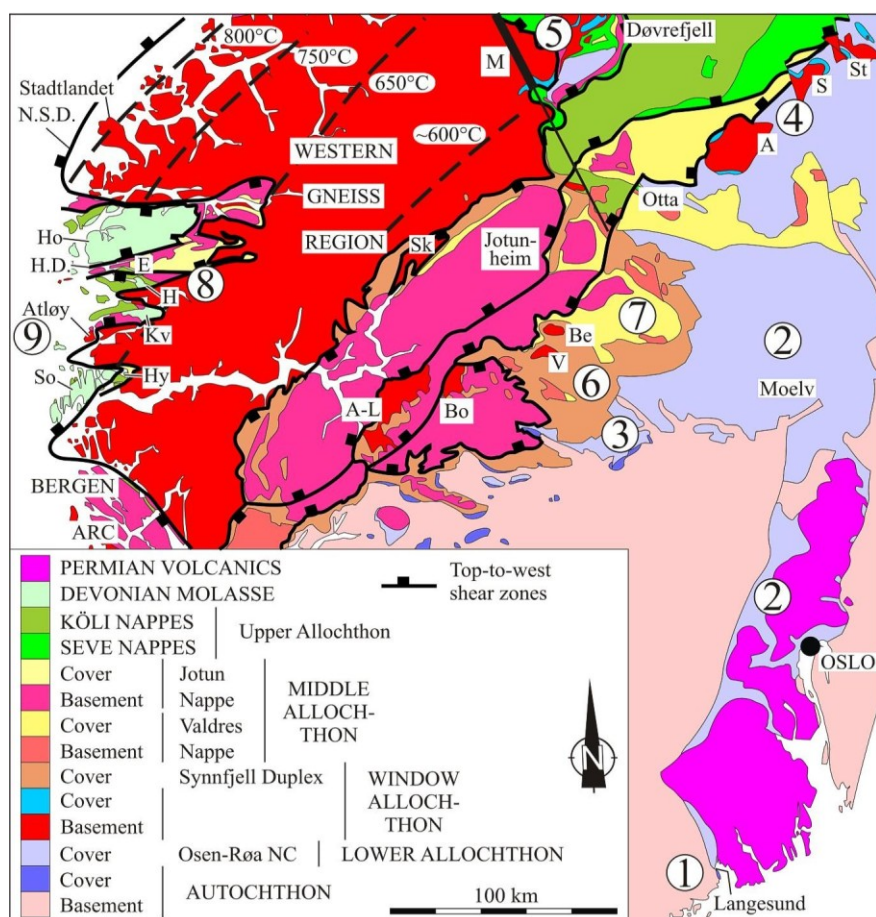 800°C
750°C
650°C
~600°C
5
Døvrefjell
M
Stadtlandet
N.S.D.
St
S
4
A
WESTERN
GNEISS
REGION
Otta
Ho
H.D.
E
8
H
Sk
Jotun-
heim
Atløy
9
Kv
Be
7
2
So
Hy
V
6
Moelv
A-L
Bo
3
BERGEN
ARC
PERMIAN VOLCANICS
DEVONIAN MOLASSE
KÖLI NAPPES
SEVE NAPPES
Upper Allochthon
Top-to-west
shear zones
Cover
Basement
Jotun
Nappe
Cover
Basement
Valdres
Nappe
MIDDLE
ALLOCH-
THON
Cover Synnfjell Duplex
Cover
Basement
WINDOW
ALLOCH-
THON
Cover Osen-Røa NC LOWER ALLOCHTHON
Cover
Basement
AUTOCHTHON
N
100 km
2
OSLO
1
Langesund